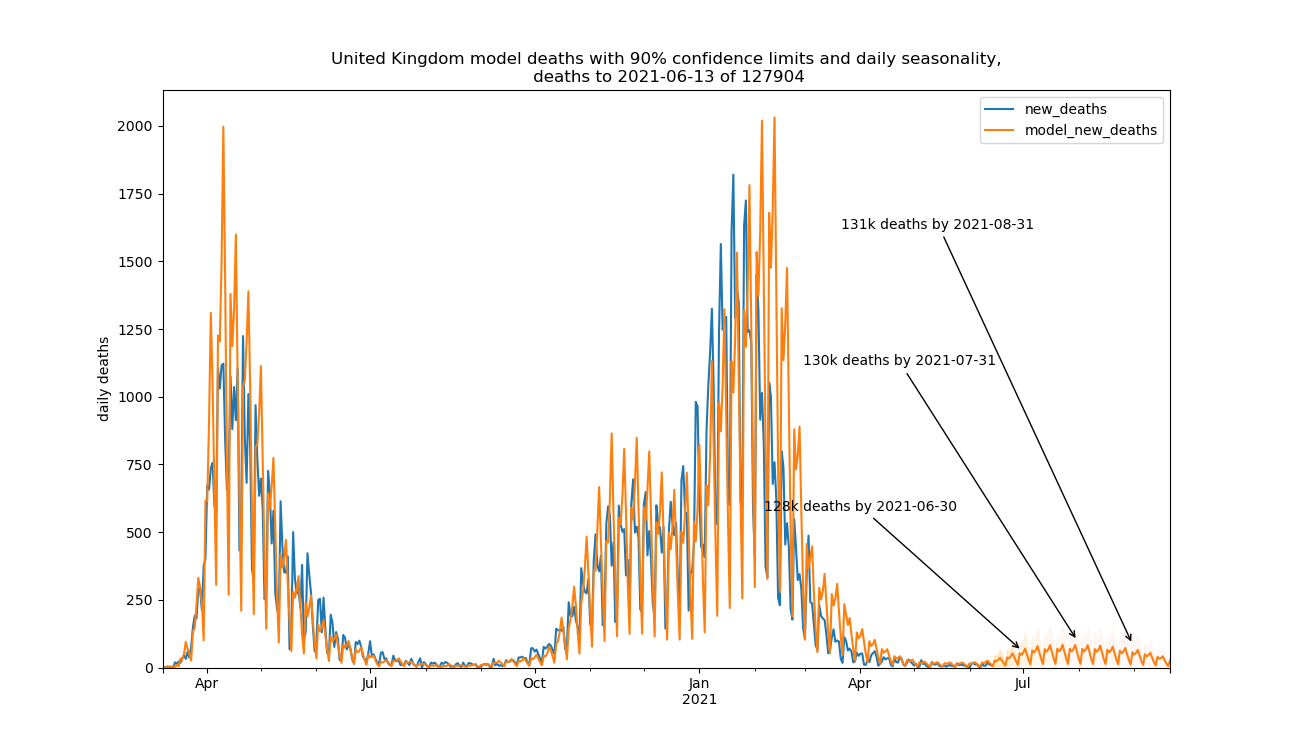 United Kingdom model deaths with 90% confidence limits and daily seasonality,
deaths to 2021-06-13 of 127904
new_deaths
model_new_deaths
daily deaths
2000
1750
1500
1250
1000
750
500
250
0
131k deaths by 2021-08-31
130k deaths by 2021-07-31
128k deaths by 2021-06-30
Apr Jul Oct Jan Apr Jul
2021